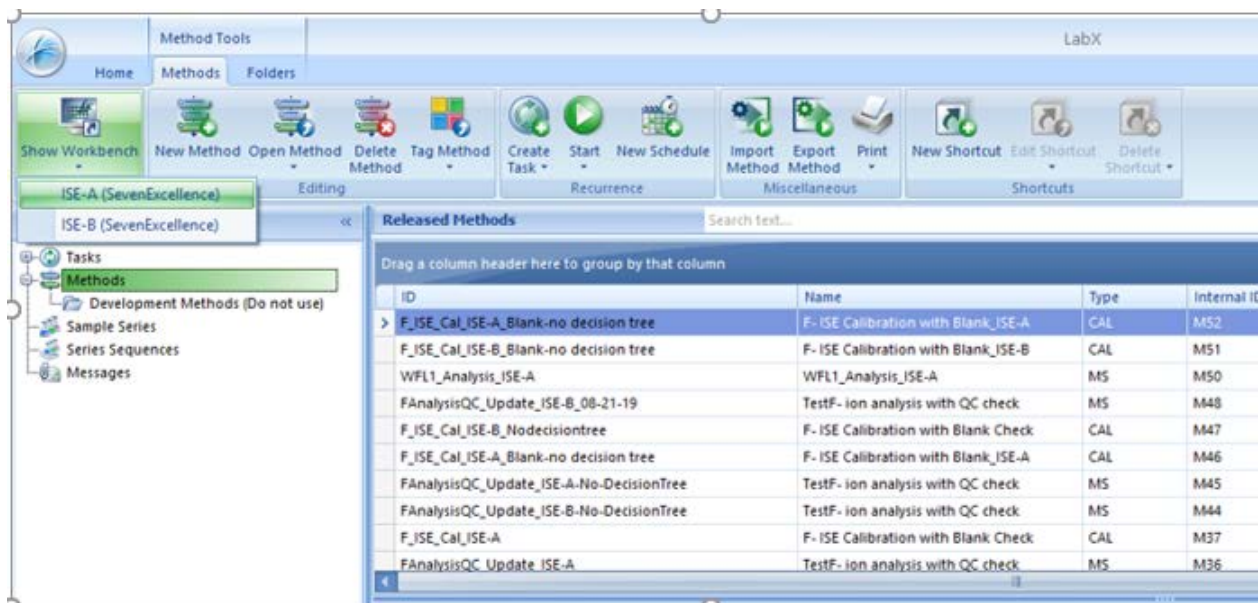 Method Tools
LabX
Home Methods Folders
Show Workbench New Method Open Method Delete Method Tag Method Create Task Start New Schedule Import Method Export Method Print New Shortcut Edit Shortcut Delete Shortcut
Editing Recurrence Miscellaneous Shortcuts
ISE-A (SevenExcellence)
ISE-B (SevenExcellence)
Tasks
Methods
Development Methods (Do not use)
Sample Series
Series Sequences
Messages
Released Methods Search text...
Drag a column header here to group by that column
ID Name Type Internal ID
F_ISE_Cal_ISE-A_Blank-no decision tree F- ISE Calibration with Blank_ISE-A CAL M52
F_ISE_Cal_ISE-B_Blank-no decision tree F- ISE Calibration with Blank_ISE-B CAL M51
WFL1_Analysis_ISE-A WFL1_Analysis_ISE-A MS M50
FAnalysisQC_Update_ISE-B_08-21-19 TestF- ion analysis with QC check MS M48
F_ISE_Cal_ISE-B_Nodecisiontree F- ISE Calibration with Blank Check CAL M47
F_ISE_Cal_ISE-A_Blank-no decision tree F- ISE Calibration with Blank_ISE-A CAL M46
FAnalysisQC_Update_ISE-A-No-DecisionTree TestF- ion analysis with QC check MS M45
FAnalysisQC_Update_ISE-B-No-DecisionTree TestF- ion analysis with QC check MS M44
F_ISE_Cal_ISE-A F- ISE Calibration with Blank Check CAL M37
FAnalysisQC_Update_ISE-A TestF- ion analysis with QC check MS M36